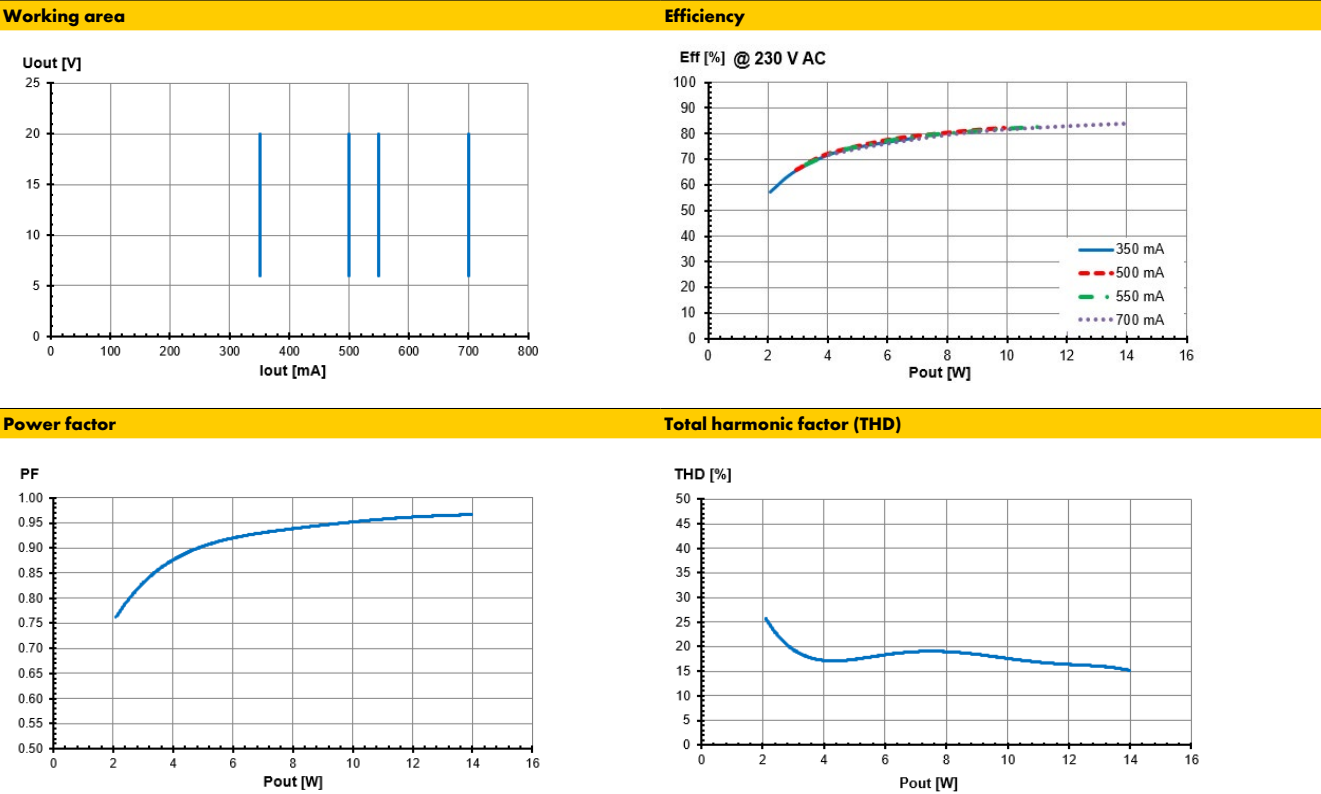 Working area
Uout [V]
25
20
15
10
5
0
0 100 200 300 400 500 600 700 800
Iout [mA]
Efficiency
Eff [%] @ 230 V AC
100
90
80
70
60
50
40
30
20
10
0
350 mA
500 mA
550 mA
700 mA
0 2 4 6 8 10 12 14 16
Pout [W]
Power factor
PF
1.00
0.95
0.90
0.85
0.80
0.75
0.70
0.65
0.60
0.55
0.50
0 2 4 6 8 10 12 14 16
Pout [W]
Total harmonic factor (THD)
THD [%]
50
45
40
35
30
25
20
15
10
5
0
0 2 4 6 8 10 12 14 16
Pout [W]